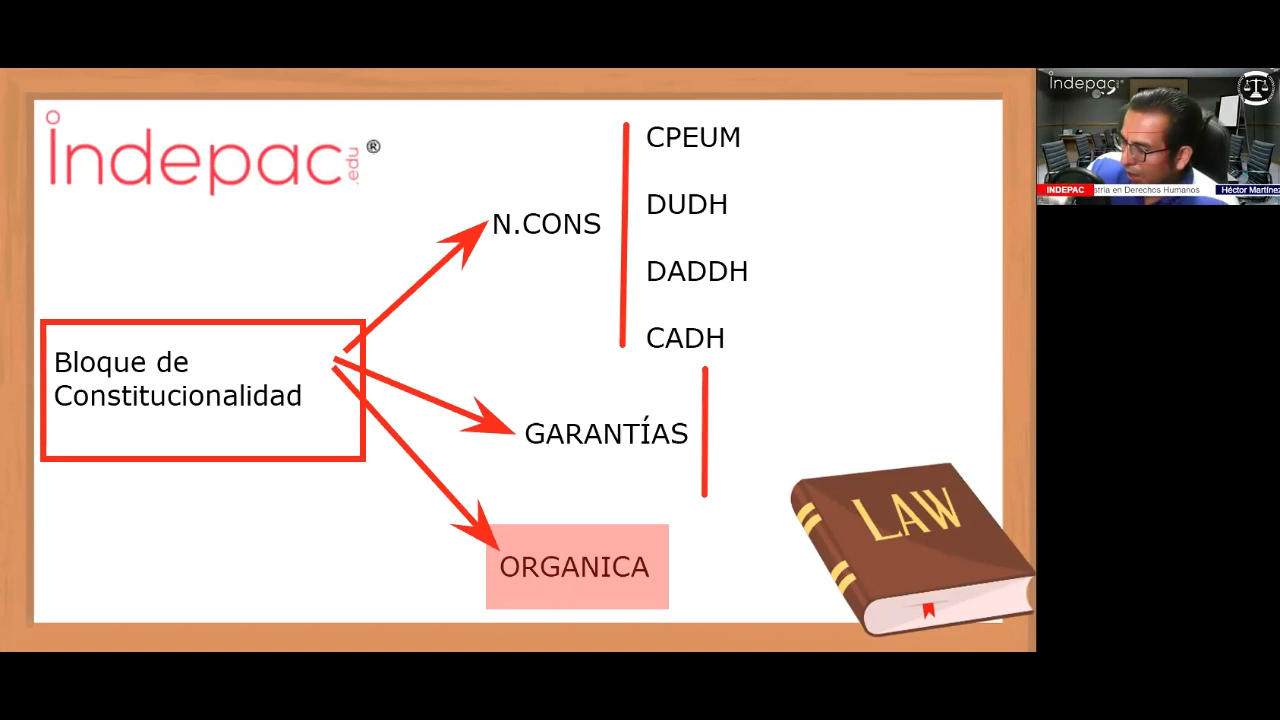 indepac
.edu
®
CPEUM
DUDH
N.CONS
DADDH
CADH
Bloque de
Constitucionalidad
GARANTÍAS
ORGANICA
LAW
indepac
INDEPAC
stría en Derechos Humanos
Héctor Martínez